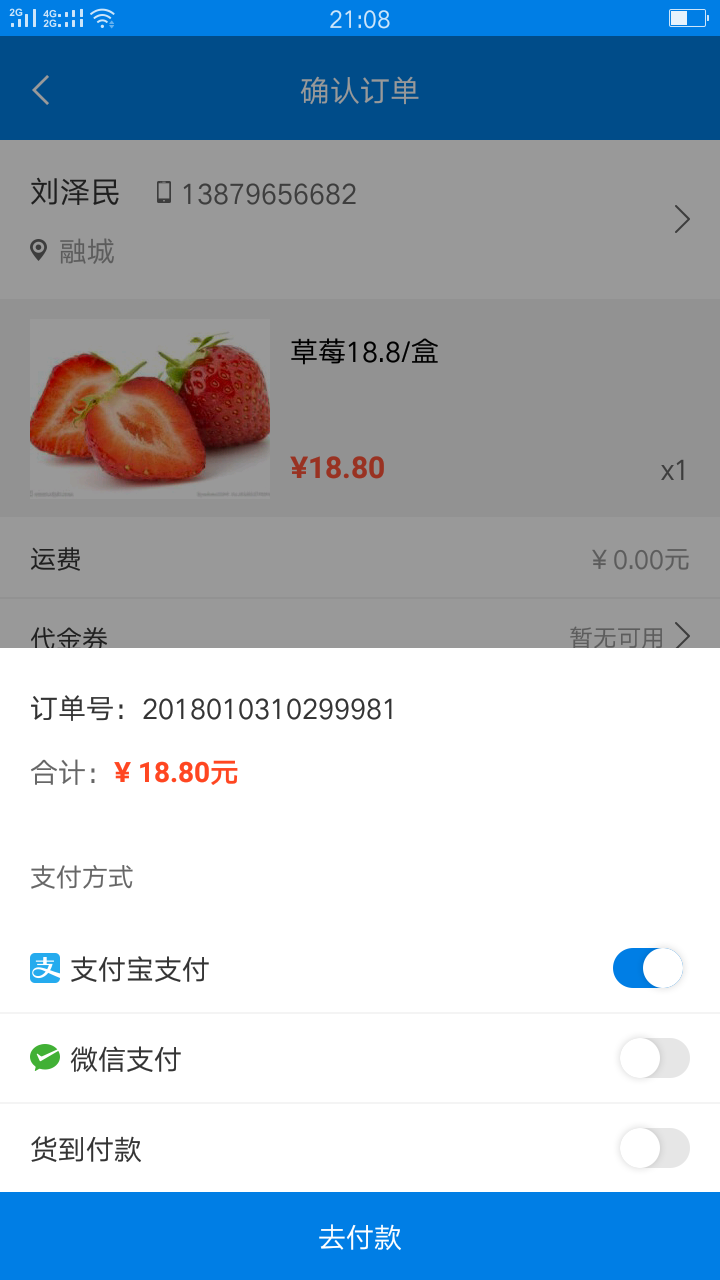 2G 4G 2G 21:08
确认订单
刘泽民 13879656682
融城
草莓18.8/盒
¥18.80 x1
运费 ¥ 0.00元
代金券 暂无可用
订单号：2018010310299981
合计：¥ 18.80元
支付方式
支付宝支付
微信支付
货到付款
去付款